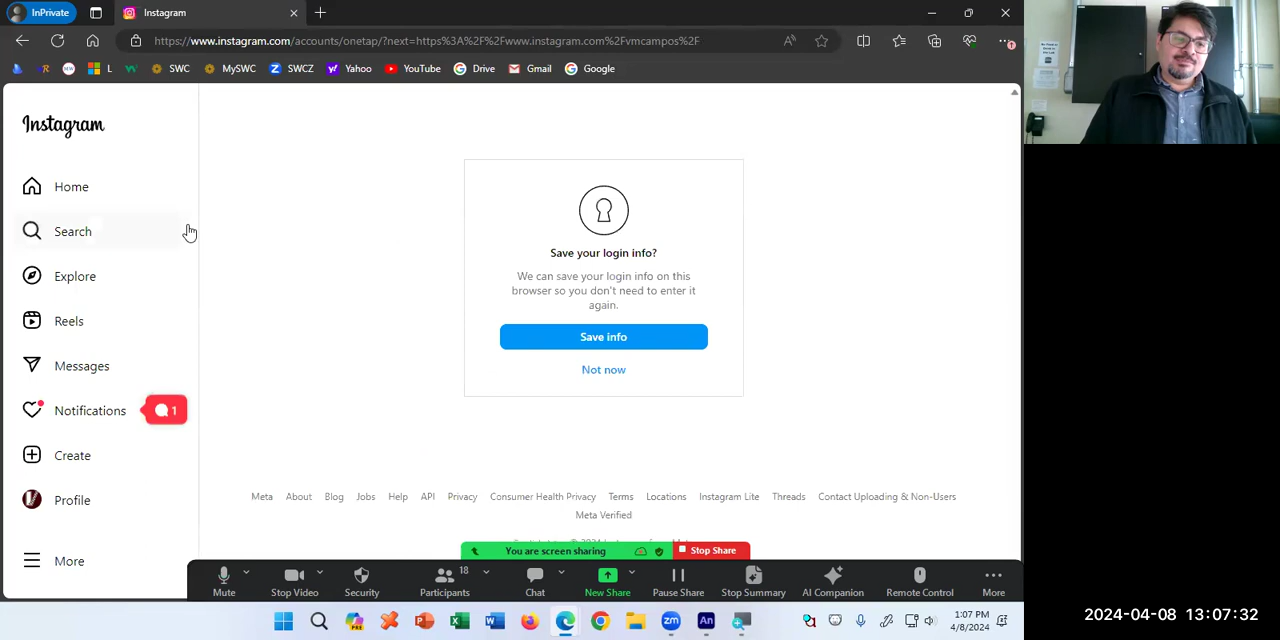 InPrivate
Instagram
https://www.instagram.com/accounts/onetap/?next=https%3A%2F%2Fwww.instagram.com%2Fvmcampos%2F
L
SWC
MySWC
SWCZ
Yahoo
YouTube
Drive
Gmail
Google
Instagram
Home
Search
Explore
Reels
Messages
Notifications
1
Create
Profile
More
Save your login info?
We can save your login info on this
browser so you don't need to enter it
again.
Save info
Not now
Meta About Blog Jobs Help API Privacy Consumer Health Privacy Terms Locations Instagram Lite Threads Contact Uploading & Non-Users
Meta Verified
You are screen sharing
Stop Share
Mute
Stop Video
Security
18
Participants
Chat
New Share
Pause Share
Stop Summary
AI Companion
Remote Control
More
1:07 PM
4/8/2024
2024-04-08 13:07:32